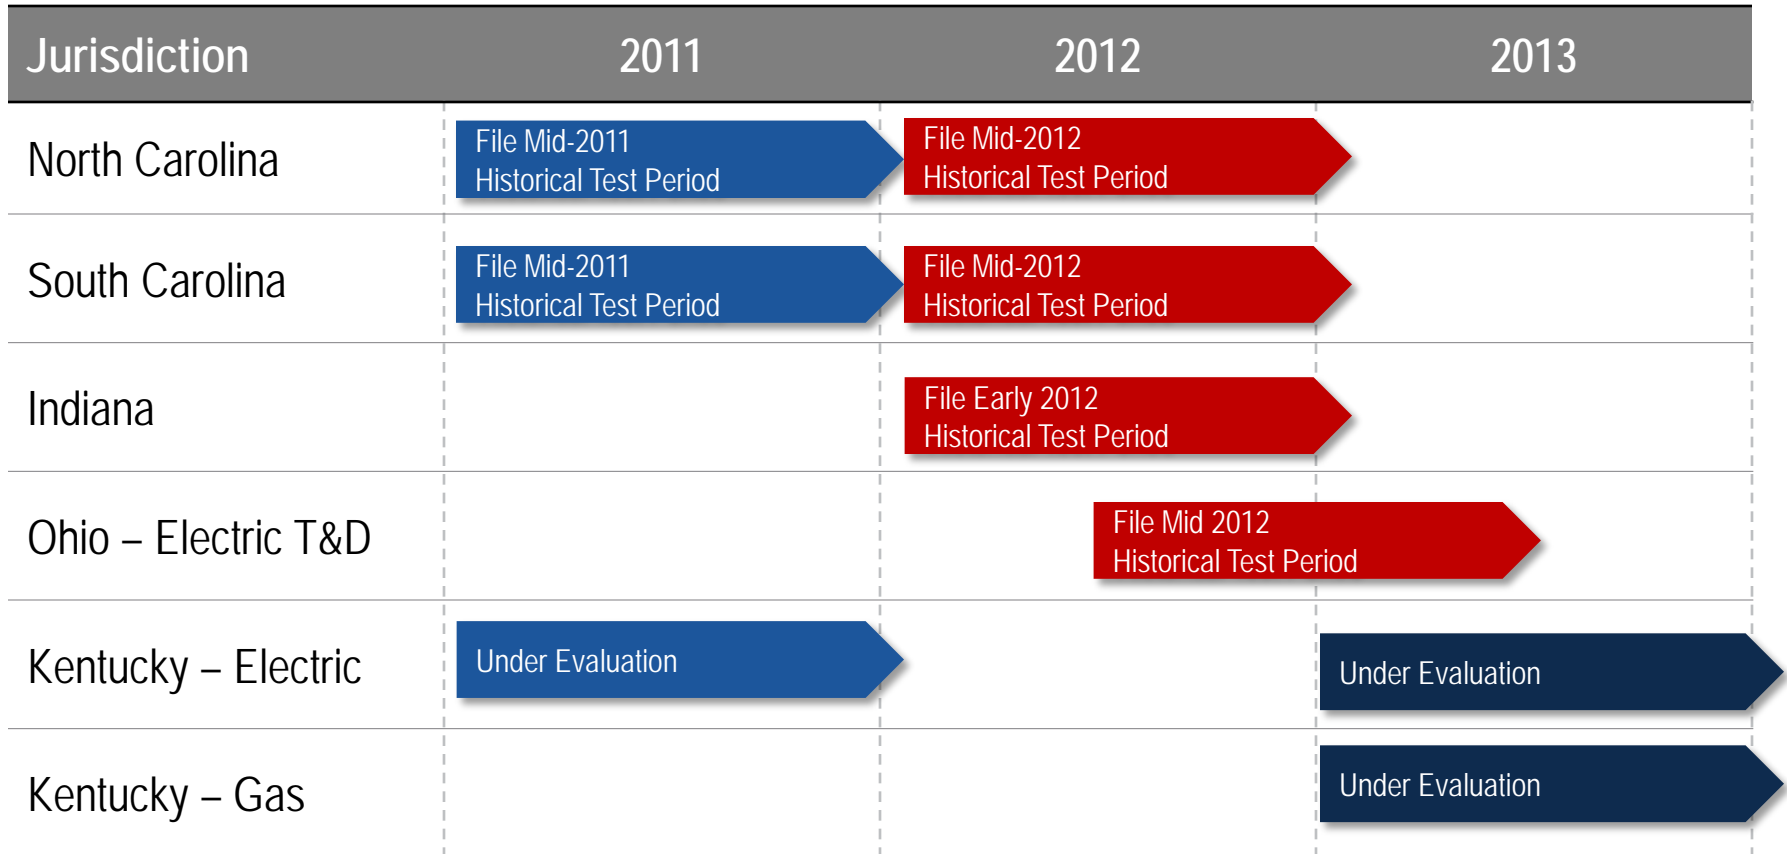 Jurisdiction 2011 2012 2013
North Carolina
File Mid-2011
Historical Test Period
File Mid-2012
Historical Test Period
South Carolina
File Mid-2011
Historical Test Period
File Mid-2012
Historical Test Period
Indiana
File Early 2012
Historical Test Period
Ohio – Electric T&D
File Mid 2012
Historical Test Period
Kentucky – Electric
Under Evaluation
Under Evaluation
Kentucky – Gas
Under Evaluation